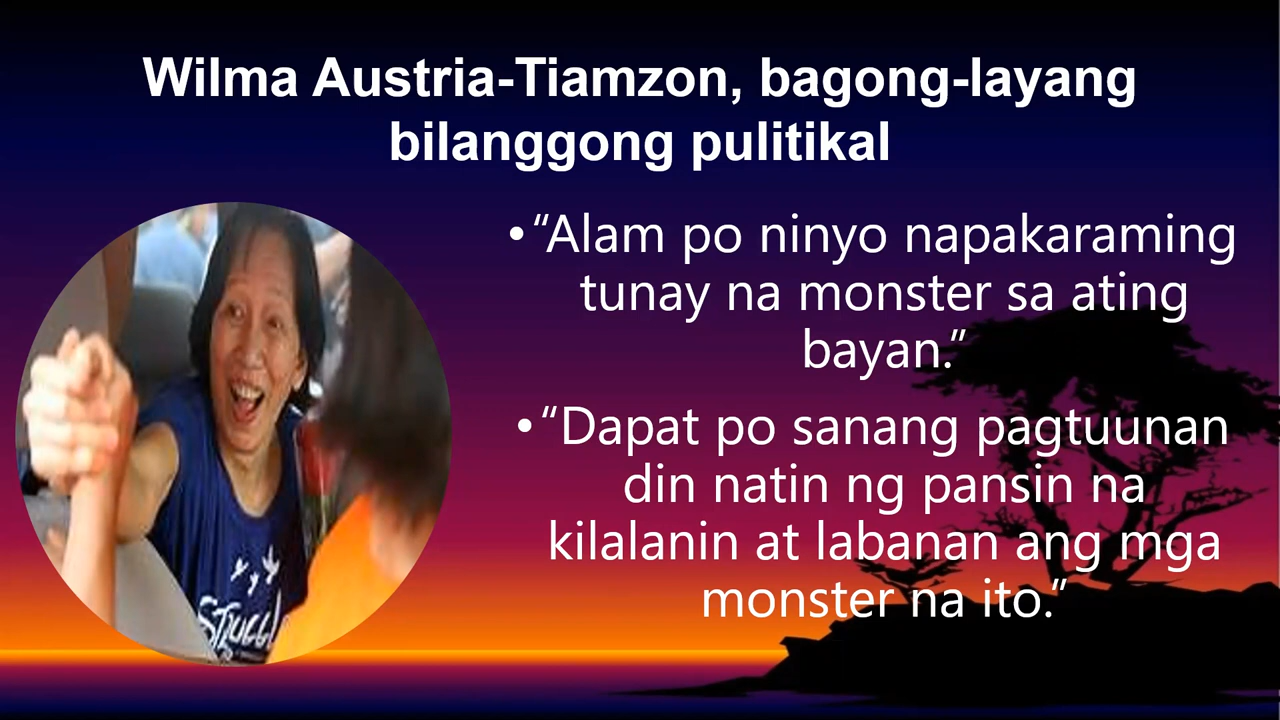 Wilma Austria-Tiamzon, bagong-layang
bilanggong pulitikal
•“Alam po ninyo napakaraming
tunay na monster sa ating
bayan.”
•“Dapat po sanang pagtuunan
din natin ng pansin na
kilalanin at labanan ang mga
monster na ito.”